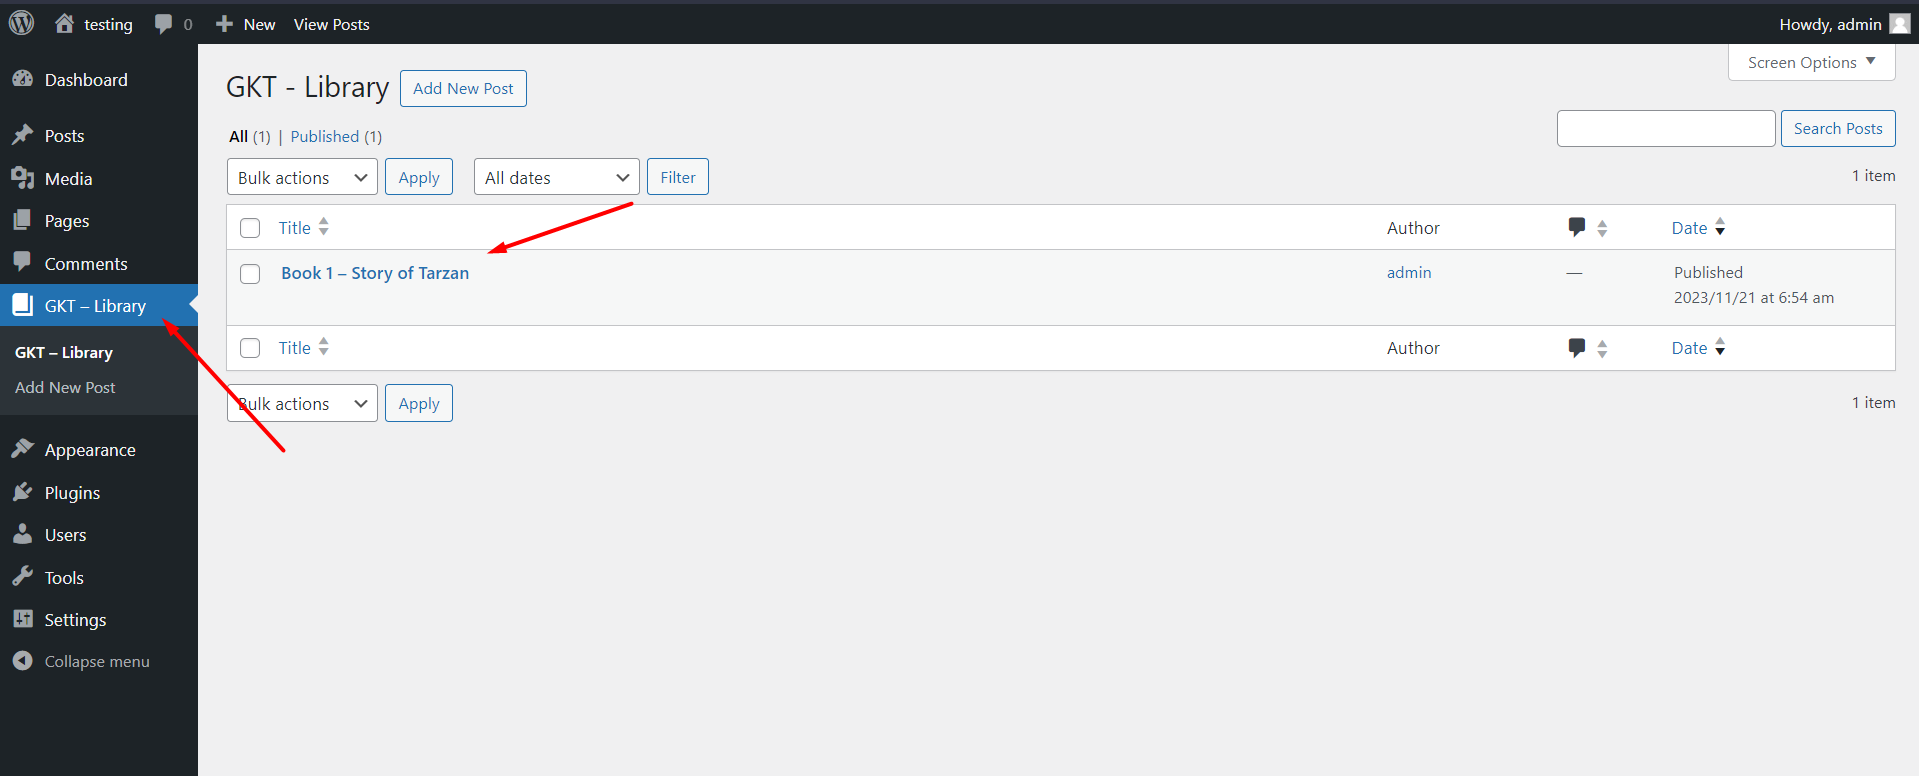 testing 0 New View Posts Howdy, admin
Dashboard
Posts
Media
Pages
Comments
GKT – Library
GKT – Library
Add New Post
Appearance
Plugins
Users
Tools
Settings
Collapse menu
Screen Options
GKT - Library Add New Post
All (1) | Published (1)
Search Posts
Bulk actions Apply All dates Filter 1 item
Title Author Date
Book 1 – Story of Tarzan admin — Published
2023/11/21 at 6:54 am
Title Author Date
Bulk actions Apply 1 item